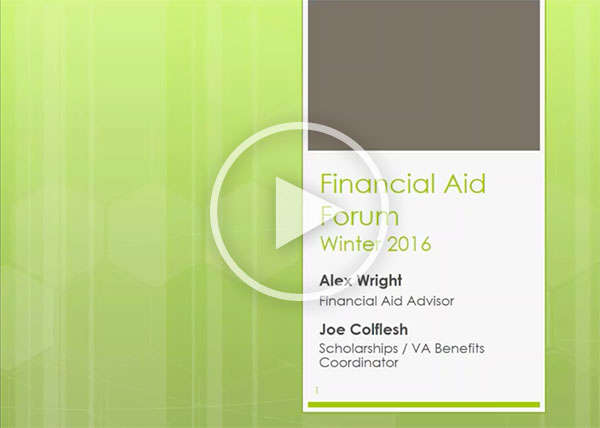 Financial Aid
Forum
Winter 2016
Alex Wright
Financial Aid Advisor
Joe Colflesh
Scholarships / VA Benefits
Coordinator
1